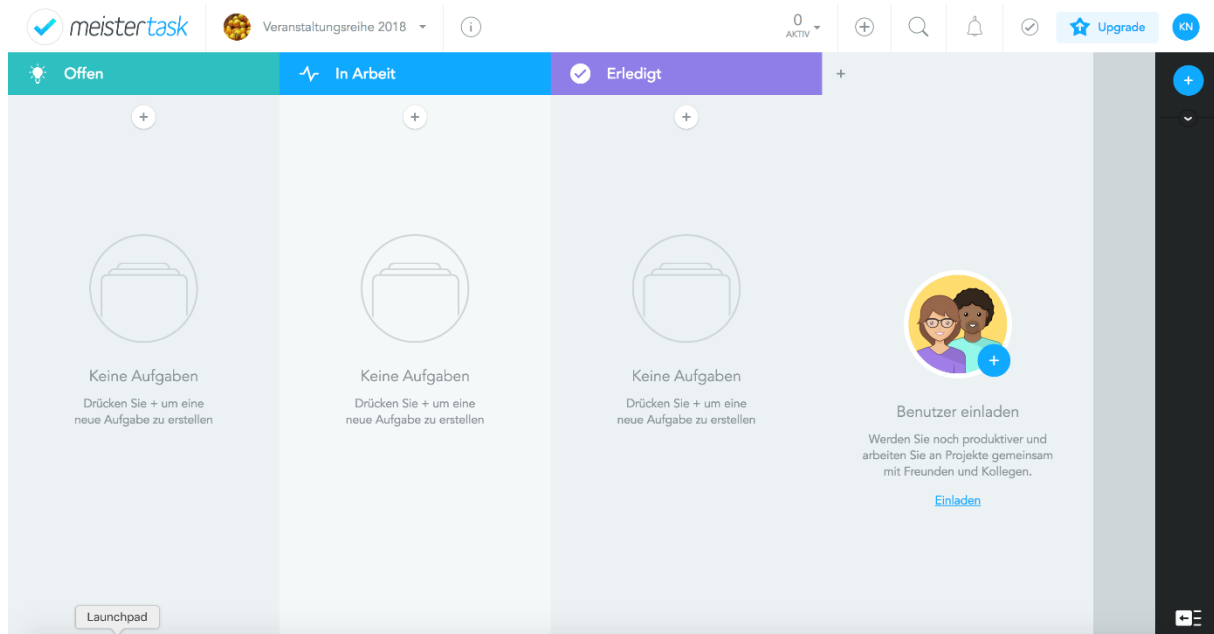 meistertask
Veranstaltungsreihe 2018
0
AKTIV
Upgrade
KN
Offen
In Arbeit
Erledigt
Keine Aufgaben
Drücken Sie + um eine
neue Aufgabe zu erstellen
Keine Aufgaben
Drücken Sie + um eine
neue Aufgabe zu erstellen
Keine Aufgaben
Drücken Sie + um eine
neue Aufgabe zu erstellen
Benutzer einladen
Werden Sie noch produktiver und
arbeiten Sie an Projekte gemeinsam
mit Freunden und Kollegen.
Einladen
Launchpad